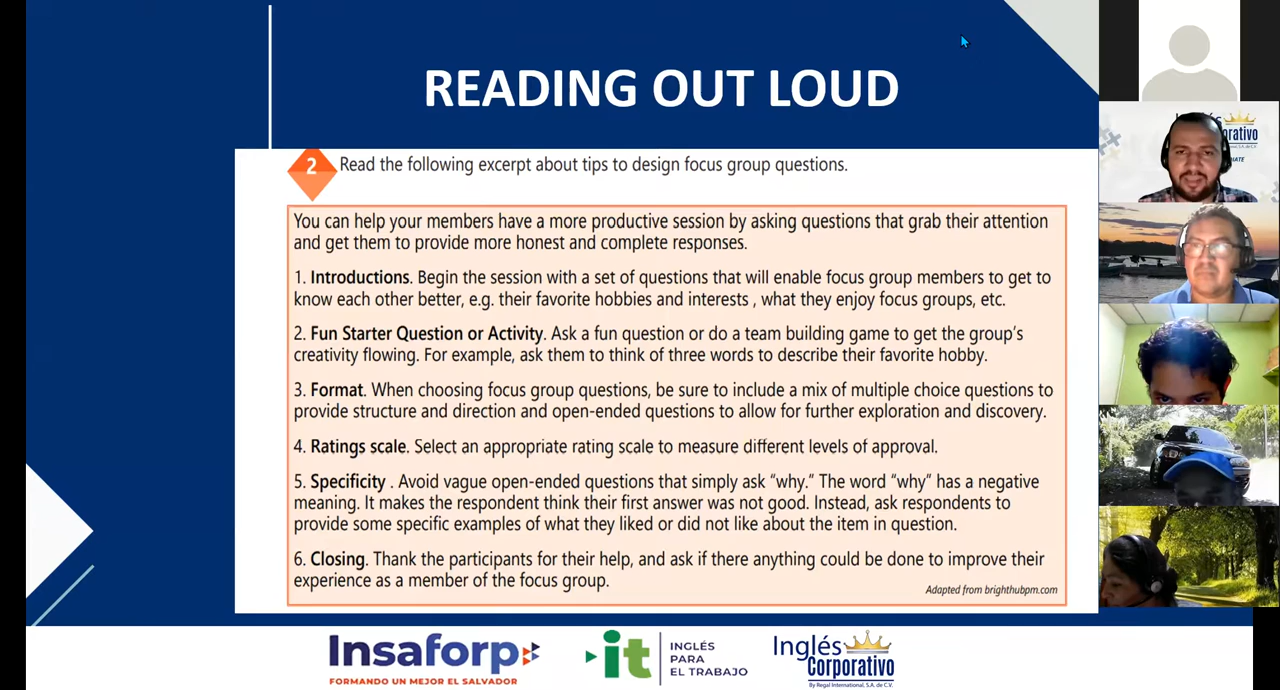 READING OUT LOUD
2
Read the following excerpt about tips to design focus group questions.
You can help your members have a more productive session by asking questions that grab their attention
and get them to provide more honest and complete responses.
1. Introductions. Begin the session with a set of questions that will enable focus group members to get to
know each other better, e.g. their favorite hobbies and interests , what they enjoy focus groups, etc.
2. Fun Starter Question or Activity. Ask a fun question or do a team building game to get the group's
creativity flowing. For example, ask them to think of three words to describe their favorite hobby.
3. Format. When choosing focus group questions, be sure to include a mix of multiple choice questions to
provide structure and direction and open-ended questions to allow for further exploration and discovery.
4. Ratings scale. Select an appropriate rating scale to measure different levels of approval.
5. Specificity . Avoid vague open-ended questions that simply ask “why.” The word “why” has a negative
meaning. It makes the respondent think their first answer was not good. Instead, ask respondents to
provide some specific examples of what they liked or did not like about the item in question.
6. Closing. Thank the participants for their help, and ask if there anything could be done to improve their
experience as a member of the focus group.
Adapted from brighthubpm.com
Insaforp
FORMANDO UN MEJOR EL SALVADOR
it
INGLÉS
PARA
EL TRABAJO
Inglés
Corporativo
By Regal International, S.A. de C.V.